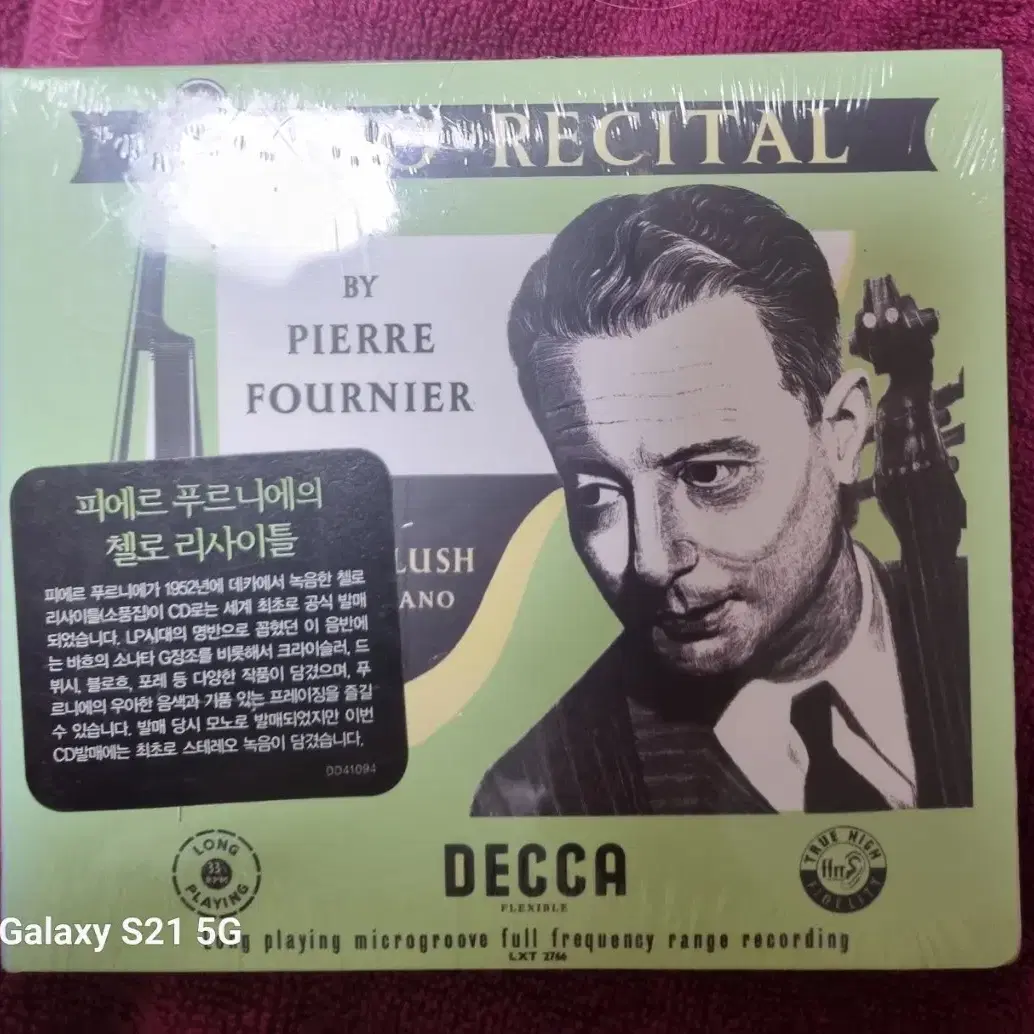 RECITAL
BY
PIERRE
FOURNIER
LUSH
ANO
피에르 푸르니에의
첼로 리사이틀
피에르 푸르니에가 1952년에 데카에서 녹음한 첼로
리사이틀(소품집)이 CD로는 세계 최초로 공식 발매
되었습니다. LP시대의 명반으로 꼽혔던 이 음반에
는 바흐의 소나타 G장조를 비롯해서 크라이슬러, 드
뷔시, 블로흐, 포레 등 다양한 작품이 담겼으며, 푸
르니에의 우아한 음색과 기품 있는 프레이징을 즐길
수 있습니다. 발매 당시 모노로 발매되었지만 이번
CD발매에는 최초로 스테레오 녹음이 담겼습니다.
DD41094
LONG
33⅓
PLAYING
DECCA
FLEXIBLE
TRUE HIGH
ffrr
FIDELITY
playing microgroove full frequency range recording
LXT 2766
Galaxy S21 5G